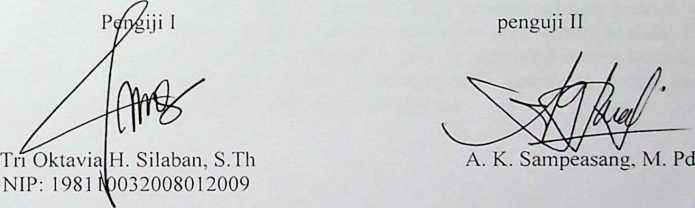 Pengiji I penguji II
Tri Oktavia H. Silaban, S.Th A. K. Sampeasang, M. Pd
NIP: 198110032008012009